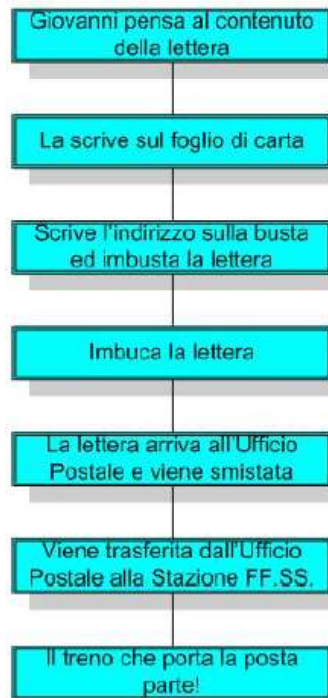 Giovanni pensa al contenuto
della lettera
La scrive sul foglio di carta
Scrive l'indirizzo sulla busta
ed imbusta la lettera
Imbuca la lettera
La lettera arriva all'Ufficio
Postale e viene smistata
Viene trasferita dall'Ufficio
Postale alla Stazione FF.SS.
Il treno che porta la posta
parte!